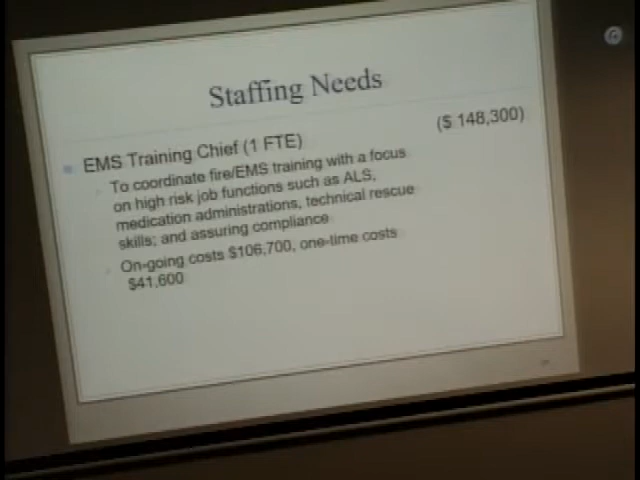 Staffing Needs
EMS Training Chief (1 FTE)
($ 148,300)
To coordinate fire/EMS training with a focus
on high risk job functions such as ALS,
medication administrations, technical rescue
skills; and assuring compliance
On-going costs $106,700, one-time costs
$41,600